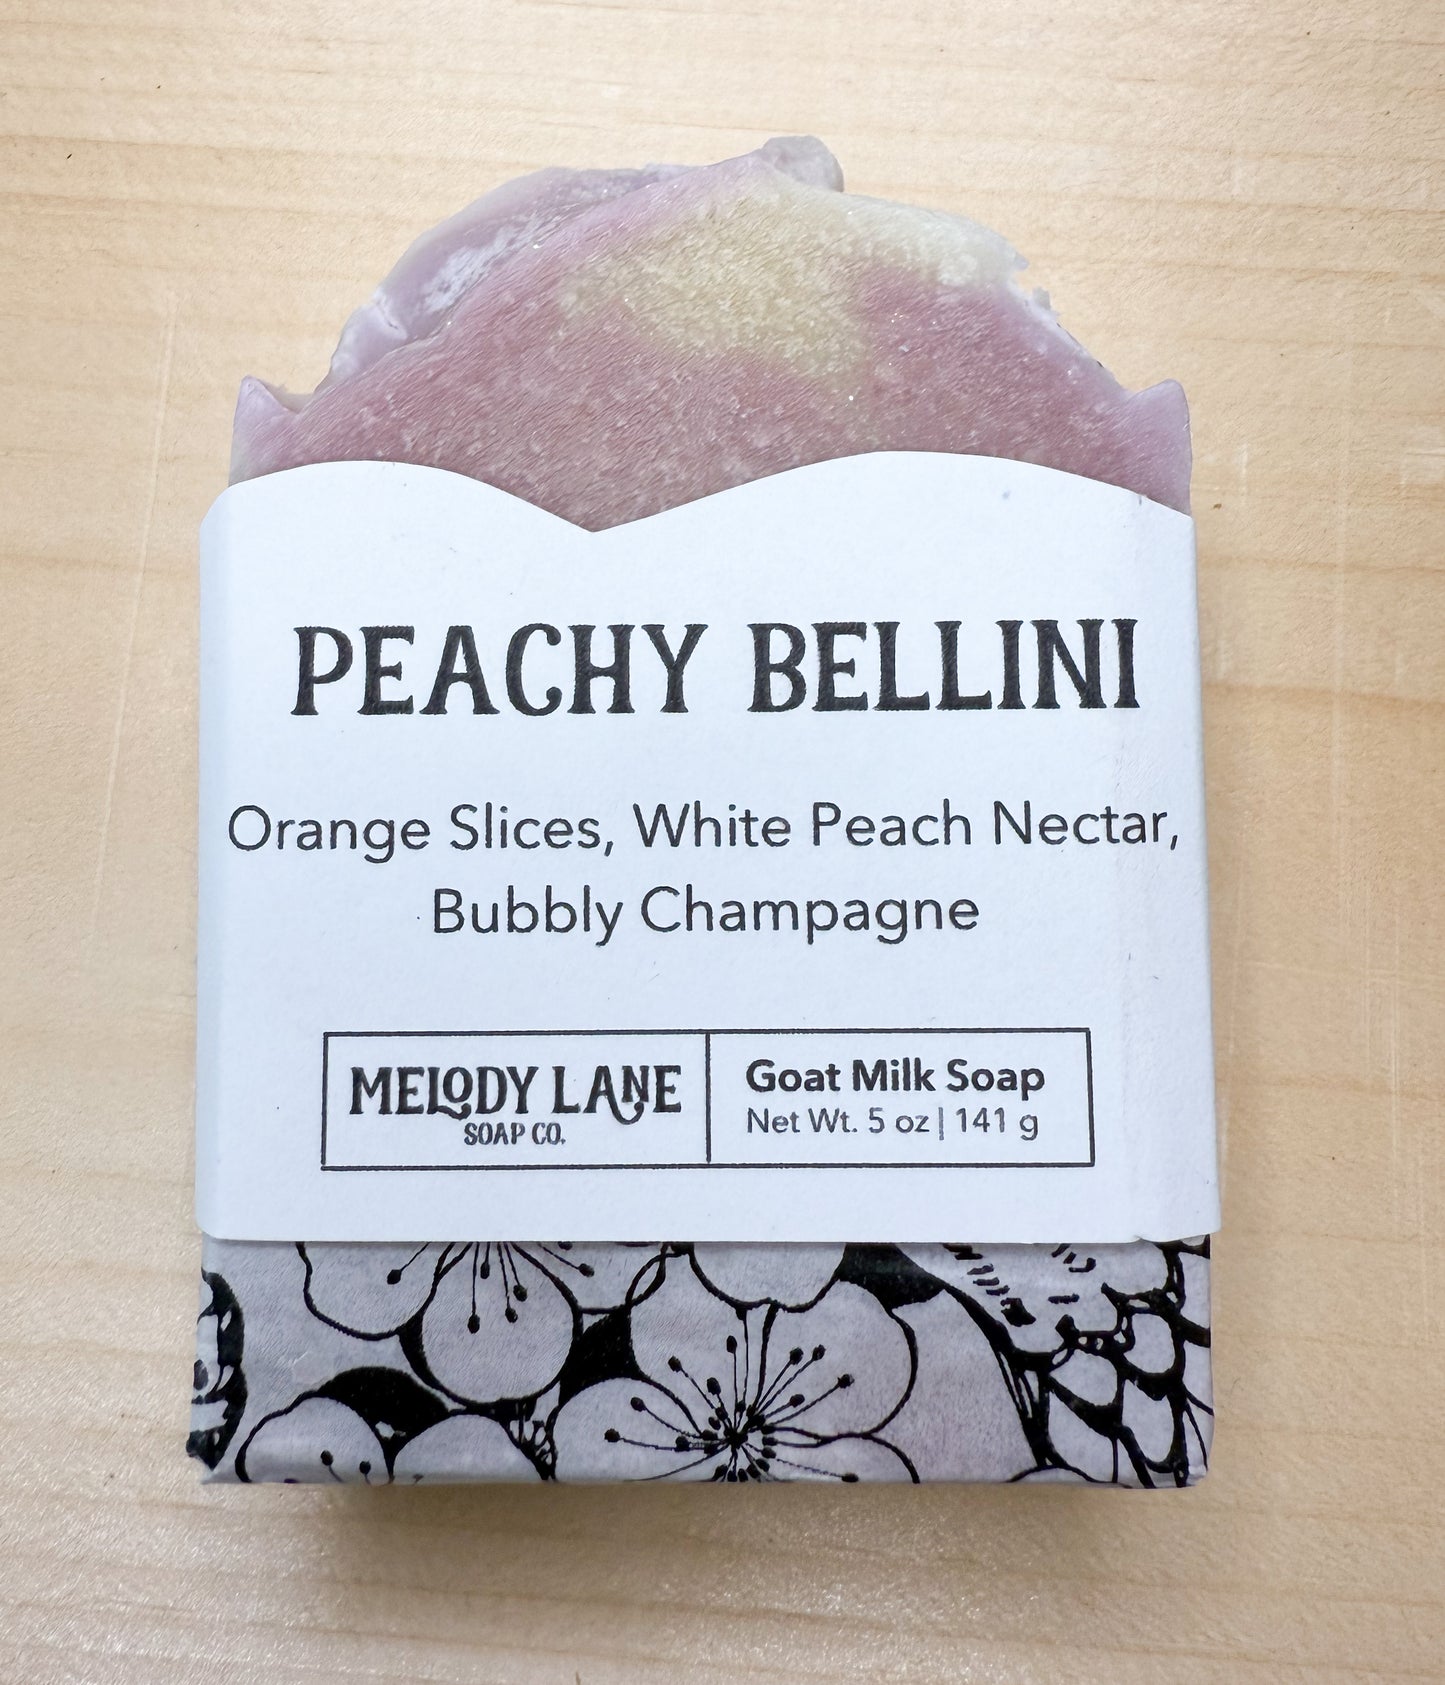 PEACHY BELLINI
Orange Slices, White Peach Nectar,
Bubbly Champagne
MELODY LANE
SOAP CO.
Goat Milk Soap
Net Wt. 5 oz | 141 g